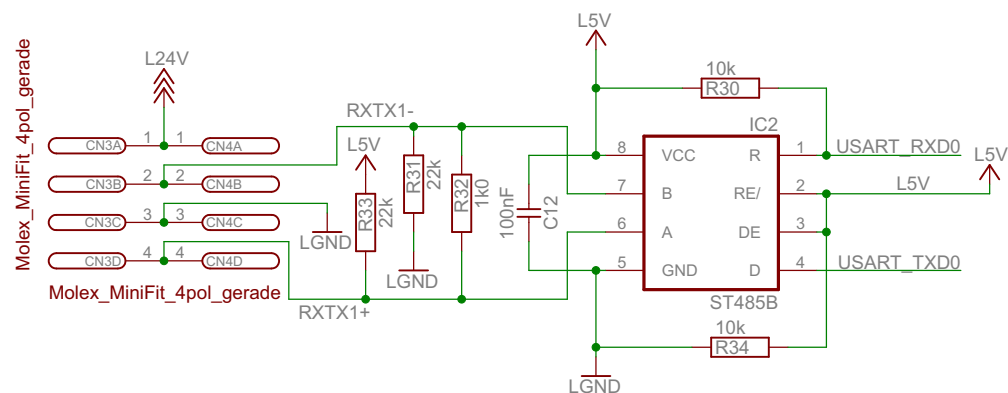 L5V
L24V
10k
R30
Molex_MiniFit_4pol_gerade
RXTX1-
IC2
CN3A 1 1 CN4A
L5V
8 VCC R 1 USART_RXD0
L5V
CN3B 2 2 CN4B
R31
22k
R32
1k0
7 B RE/ 2 L5V
R33
22k
100nF
C12
CN3C 3 3 CN4C
LGND
6 A DE 3
CN3D 4 4 CN4D
LGND
5 GND D 4 USART_TXD0
Molex_MiniFit_4pol_gerade
RXTX1+
ST485B
10k
R34
LGND